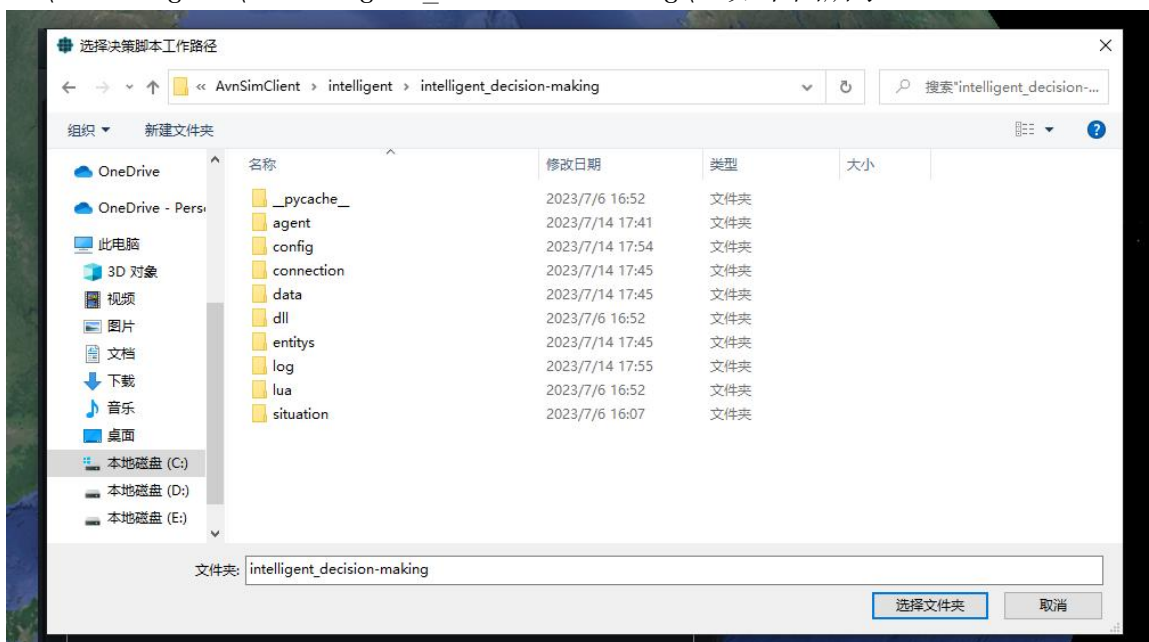 选择决策脚本工作路径
« AvnSimClient › intelligent › intelligent_decision-making
搜索"intelligent_decision-...
组织 新建文件夹
名称 修改日期 类型 大小
OneDrive
OneDrive - Pers
此电脑
3D 对象
视频
图片
文档
下载
音乐
桌面
本地磁盘 (C:)
本地磁盘 (D:)
本地磁盘 (E:)
__pycache__ 2023/7/6 16:52 文件夹
agent 2023/7/14 17:41 文件夹
config 2023/7/14 17:54 文件夹
connection 2023/7/14 17:45 文件夹
data 2023/7/14 17:45 文件夹
dll 2023/7/6 16:52 文件夹
entitys 2023/7/14 17:45 文件夹
log 2023/7/14 17:55 文件夹
lua 2023/7/6 16:52 文件夹
situation 2023/7/6 16:07 文件夹
文件夹: intelligent_decision-making
选择文件夹 取消